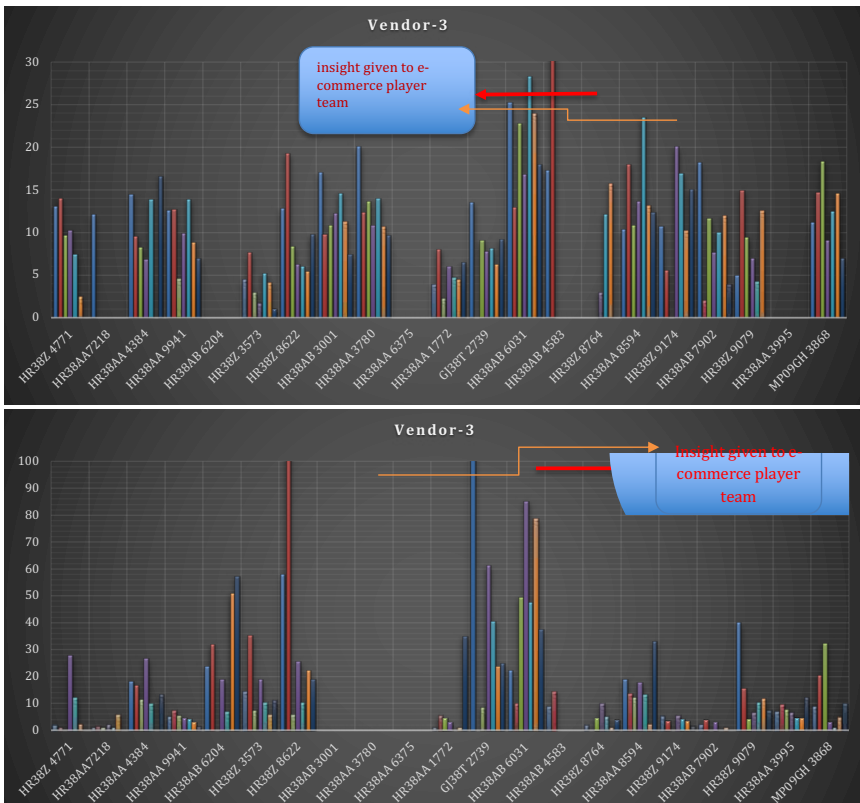 Vendor-3
30
insight given to e-
commerce player
team
25
20
15
10
5
0
HR38Z 4771
HR38AA7218
HR38AA 4384
HR38AA 9941
HR38AB 6204
HR38Z 3573
HR38Z 8622
HR38AB 3001
HR38AA 3780
HR38AA 6375
HR38AA 1772
GJ38T 2739
HR38AB 6031
HR38AB 4583
HR38Z 8764
HR38AA 8594
HR38Z 9174
HR38AB 7902
HR38Z 9079
HR38AA 3995
MP09GH 3868
Vendor-3
Insight given to e-
commerce player
team
100
90
80
70
60
50
40
30
20
10
0
HR38Z 4771
HR38AA7218
HR38AA 4384
HR38AA 9941
HR38AB 6204
HR38Z 3573
HR38Z 8622
HR38AB 3001
HR38AA 3780
HR38AA 6375
HR38AA 1772
GJ38T 2739
HR38AB 6031
HR38AB 4583
HR38Z 8764
HR38AA 8594
HR38Z 9174
HR38AB 7902
HR38Z 9079
HR38AA 3995
MP09GH 3868